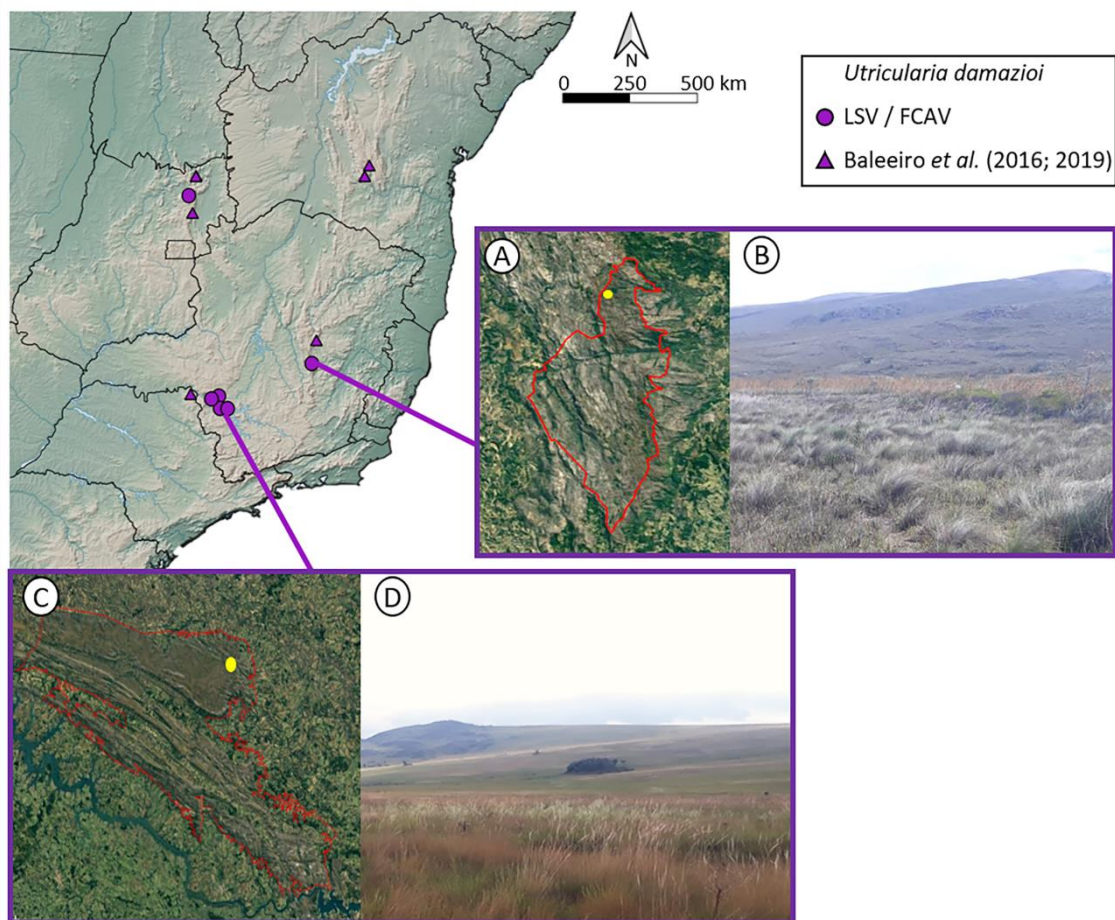 N
0 250 500 km
Utricularia damazioi
LSV / FCAV
Baleeiro et al. (2016; 2019)
A
B
C
D